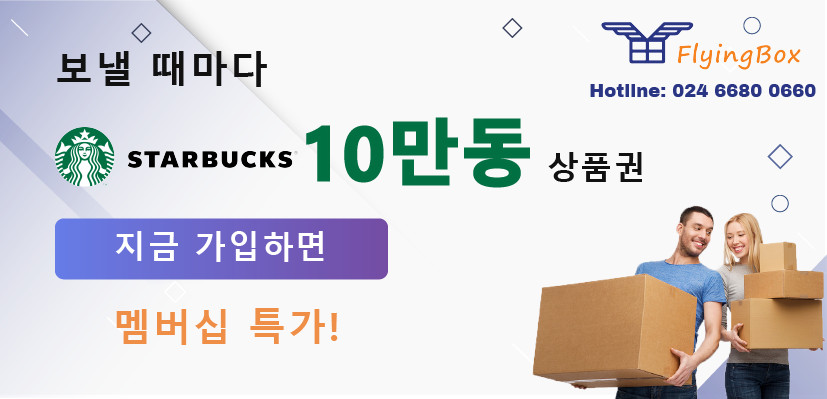 보낼 때마다
FlyingBox
Hotline: 024 6680 0660
STARBUCKS 10만동 상품권
지금 가입하면
멤버십 특가!